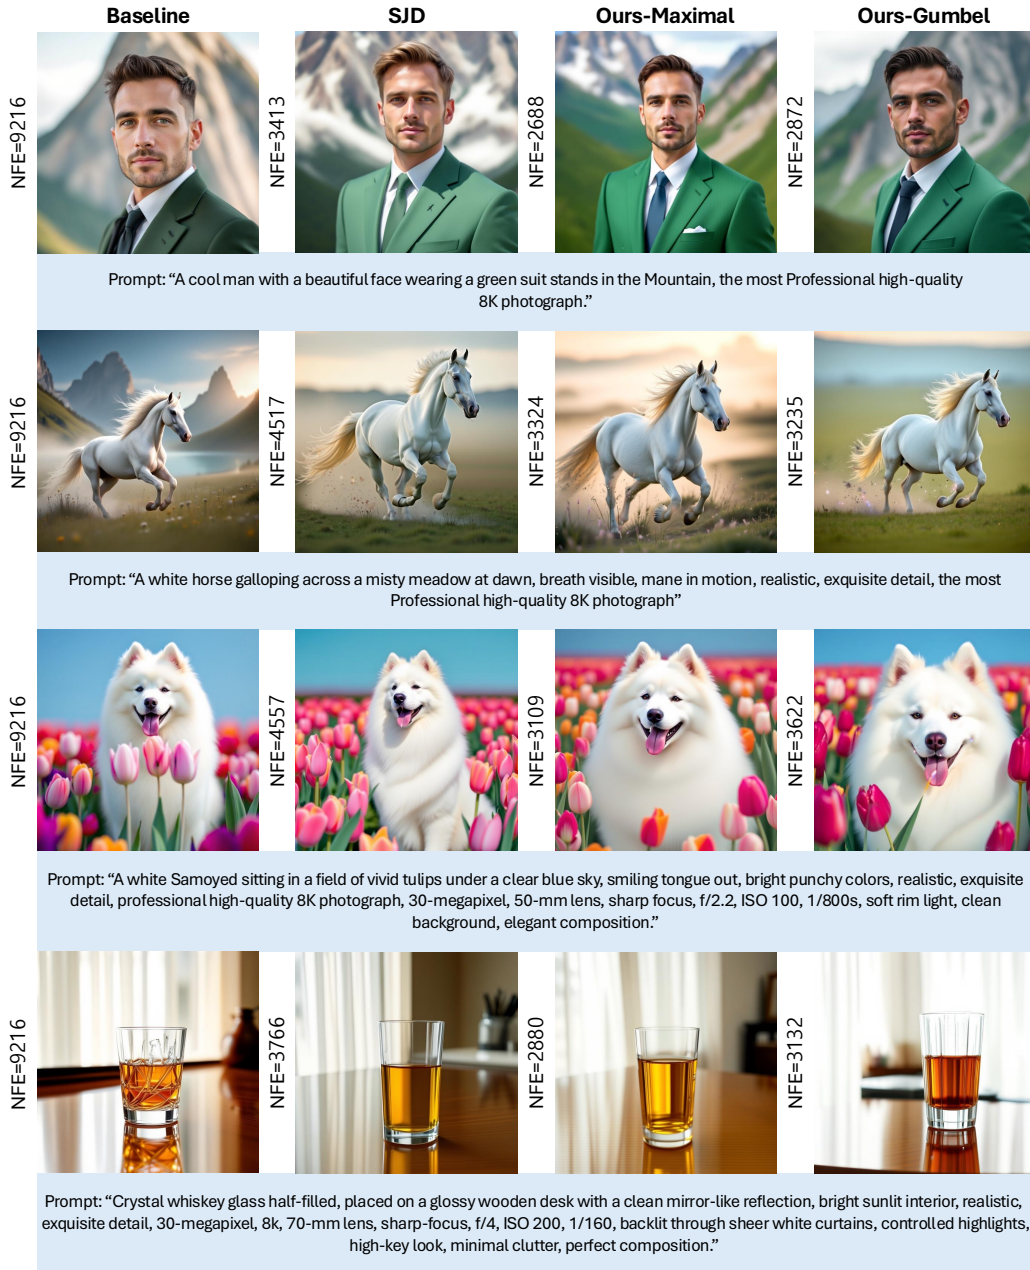 Baseline SJD Ours-Maximal Ours-Gumbel
NFE=9216 NFE=3413 NFE=2688 NFE=2872
Prompt: “A cool man with a beautiful face wearing a green suit stands in the Mountain, the most Professional high-quality
8K photograph.”
NFE=9216 NFE=4517 NFE=3324 NFE=3235
Prompt: “A white horse galloping across a misty meadow at dawn, breath visible, mane in motion, realistic, exquisite detail, the most
Professional high-quality 8K photograph”
NFE=9216 NFE=4557 NFE=3109 NFE=3622
Prompt: “A white Samoyed sitting in a field of vivid tulips under a clear blue sky, smiling tongue out, bright punchy colors, realistic, exquisite
detail, professional high-quality 8K photograph, 30-megapixel, 50-mm lens, sharp focus, f/2.2, ISO 100, 1/800s, soft rim light, clean
background, elegant composition.”
NFE=9216 NFE=3766 NFE=2880 NFE=3132
Prompt: “Crystal whiskey glass half-filled, placed on a glossy wooden desk with a clean mirror-like reflection, bright sunlit interior, realistic,
exquisite detail, 30-megapixel, 8k, 70-mm lens, sharp-focus, f/4, ISO 200, 1/160, backlit through sheer white curtains, controlled highlights,
high-key look, minimal clutter, perfect composition.”